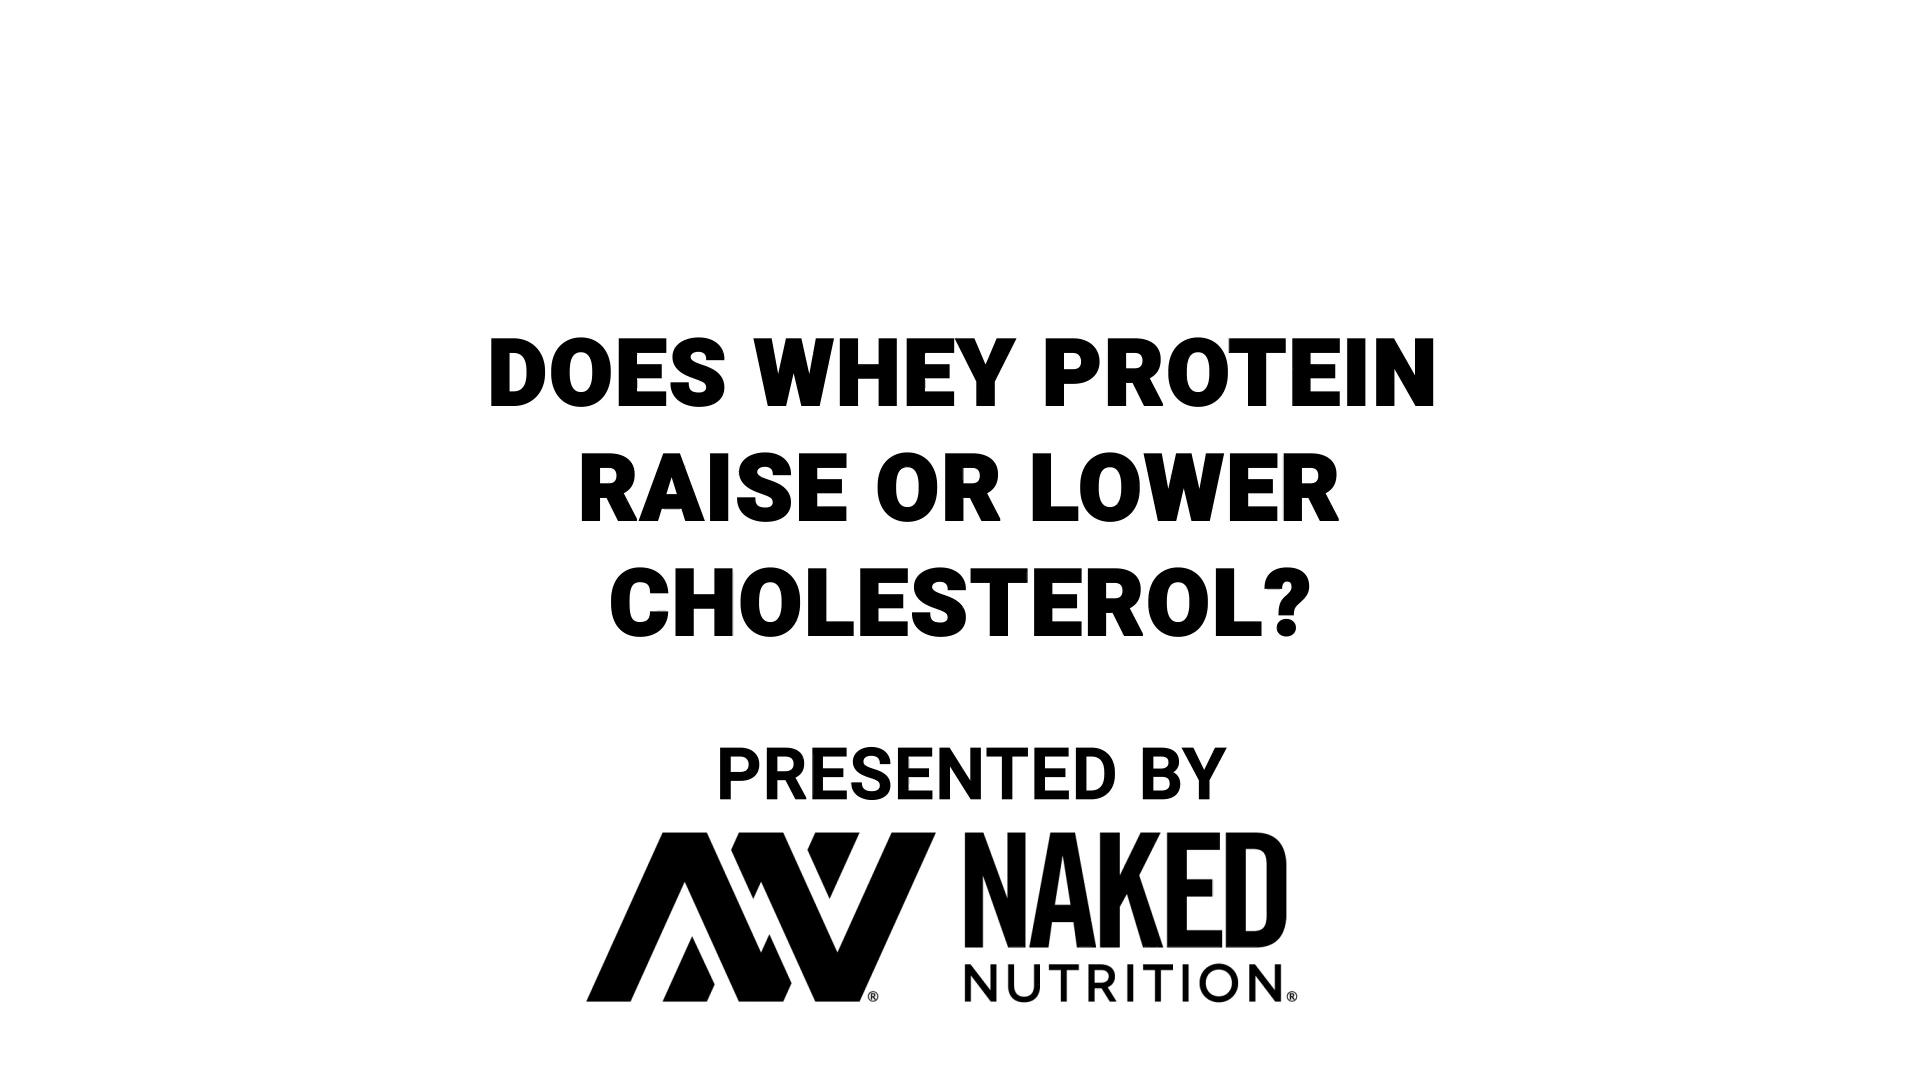 DOES WHEY PROTEIN
RAISE OR LOWER
CHOLESTEROL?
PRESENTED BY
NAKED
NUTRITION®
®